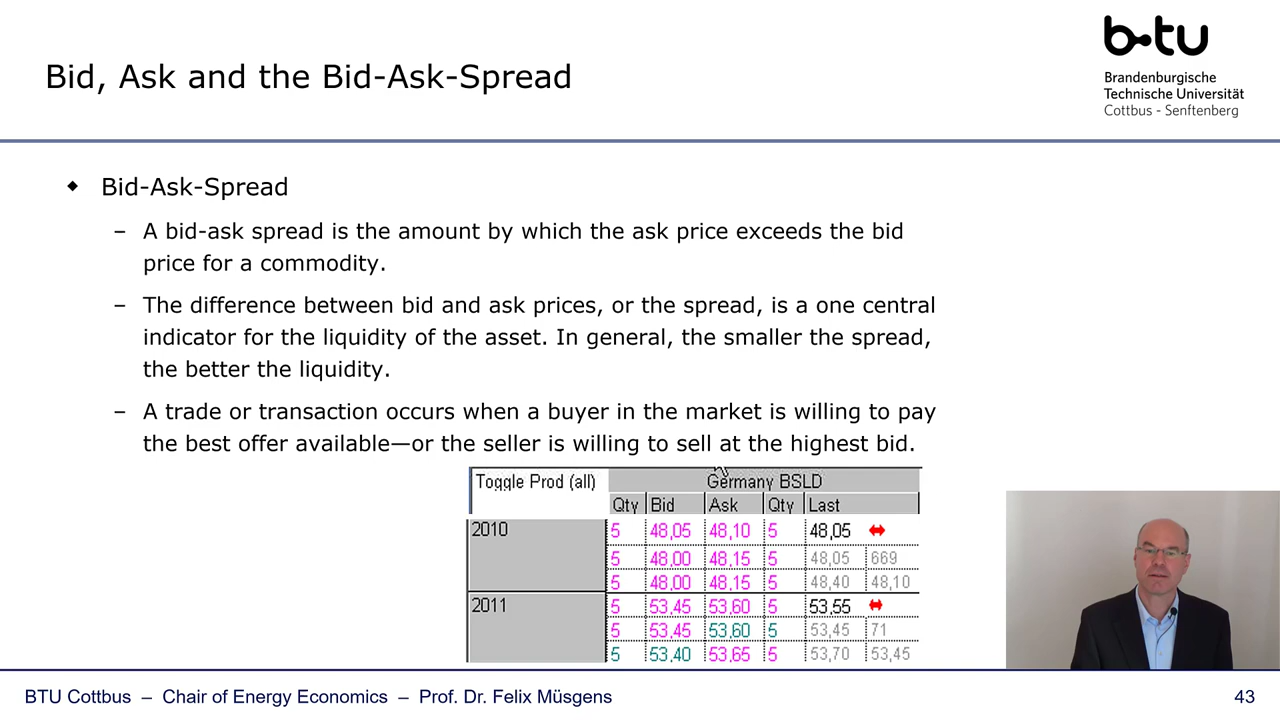 b-tu
Brandenburgische
Technische Universität
Cottbus - Senftenberg
Bid, Ask and the Bid-Ask-Spread
Bid-Ask-Spread
– A bid-ask spread is the amount by which the ask price exceeds the bid
price for a commodity.
– The difference between bid and ask prices, or the spread, is a one central
indicator for the liquidity of the asset. In general, the smaller the spread,
the better the liquidity.
– A trade or transaction occurs when a buyer in the market is willing to pay
the best offer available—or the seller is willing to sell at the highest bid.
Toggle Prod (all) Germany BSLD
Qty Bid Ask Qty Last
2010 5 48,05 48,10 5 48,05
5 48,00 48,15 5 48,05 669
5 48,00 48,15 5 48,40 48,10
2011 5 53,45 53,60 5 53,55
5 53,45 53,60 5 53,45 71
5 53,40 53,65 5 53,70 53,45
BTU Cottbus – Chair of Energy Economics – Prof. Dr. Felix Müsgens 43